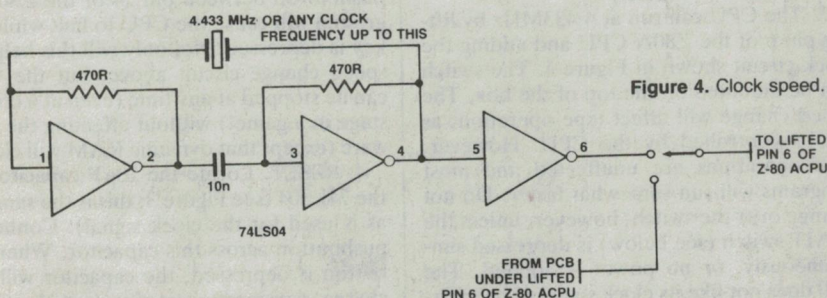 4.433 MHz OR ANY CLOCK
FREQUENCY UP TO THIS
470R
470R
Figure 4. Clock speed.
1
2
3
4
6
10n
74LS04
TO LIFTED
PIN 6 OF
Z-80 ACPU
FROM PCB
UNDER LIFTED
PIN 6 OF Z-80 ACPU